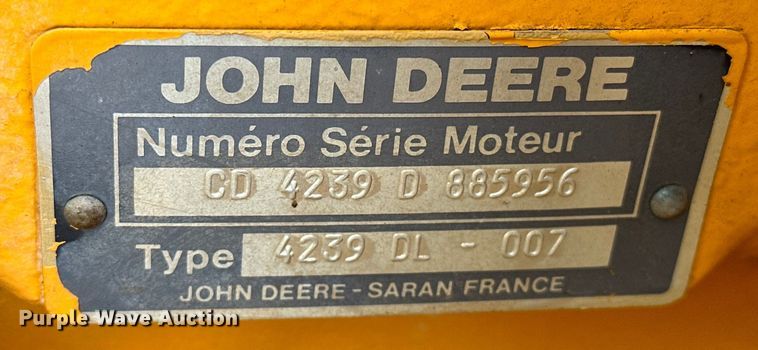 JOHN DEERE
Numéro Série Moteur
CD 4239 D 885956
Type 4239 DL - 007
JOHN DEERE - SARAN FRANCE
Purple Wave Auction